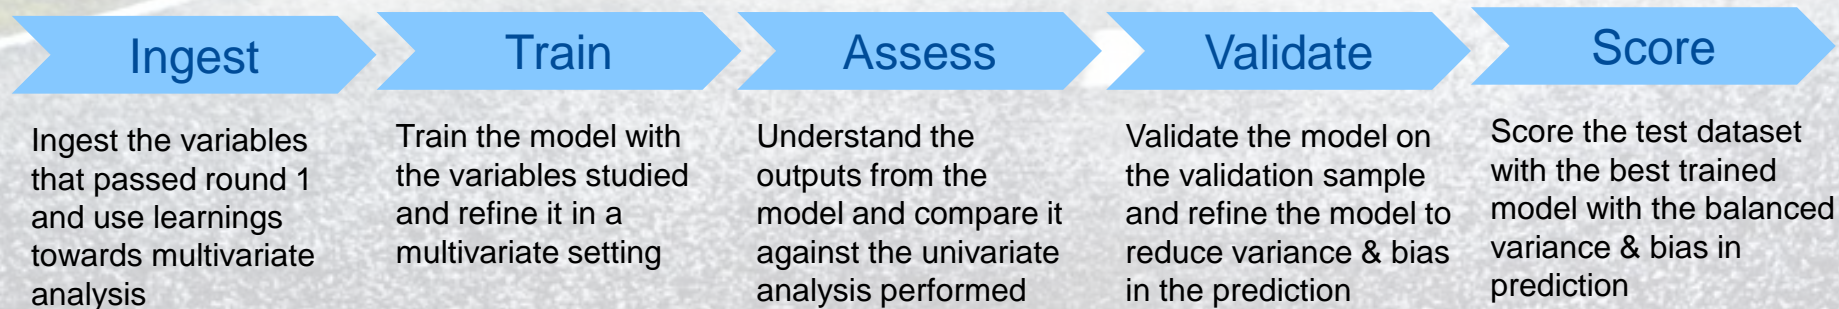 Ingest
Train
Assess
Validate
Score
Ingest the variables
that passed round 1
and use learnings
towards multivariate
analysis
Train the model with
the variables studied
and refine it in a
multivariate setting
Understand the
outputs from the
model and compare it
against the univariate
analysis performed
Validate the model on
the validation sample
and refine the model to
reduce variance & bias
in the prediction
Score the test dataset
with the best trained
model with the balanced
variance & bias in
prediction